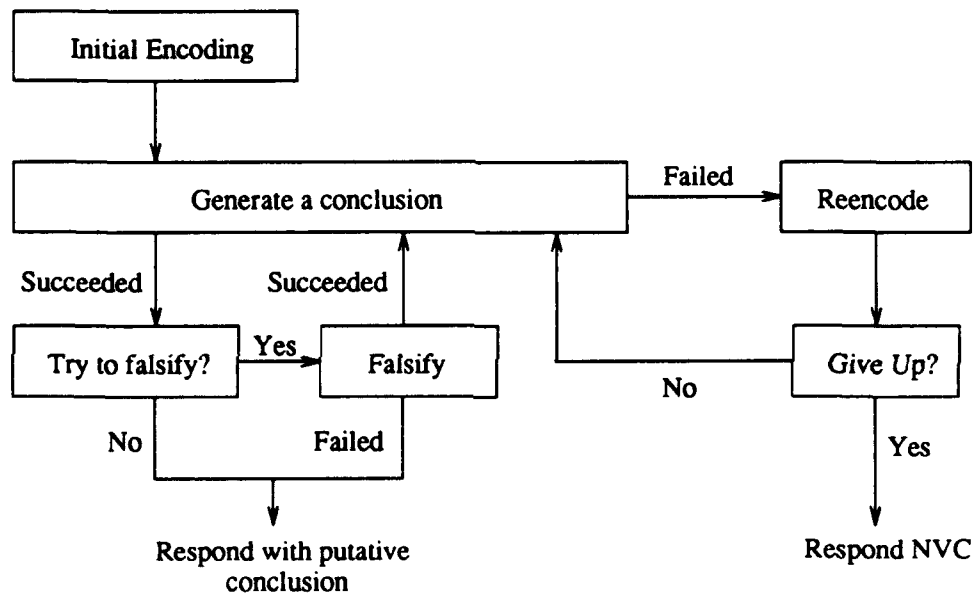 Initial Encoding
Generate a conclusion
Failed
Reencode
Succeeded
Succeeded
Try to falsify?
Yes
Falsify
No
Give Up?
No
Failed
Yes
Respond with putative
conclusion
Respond NVC